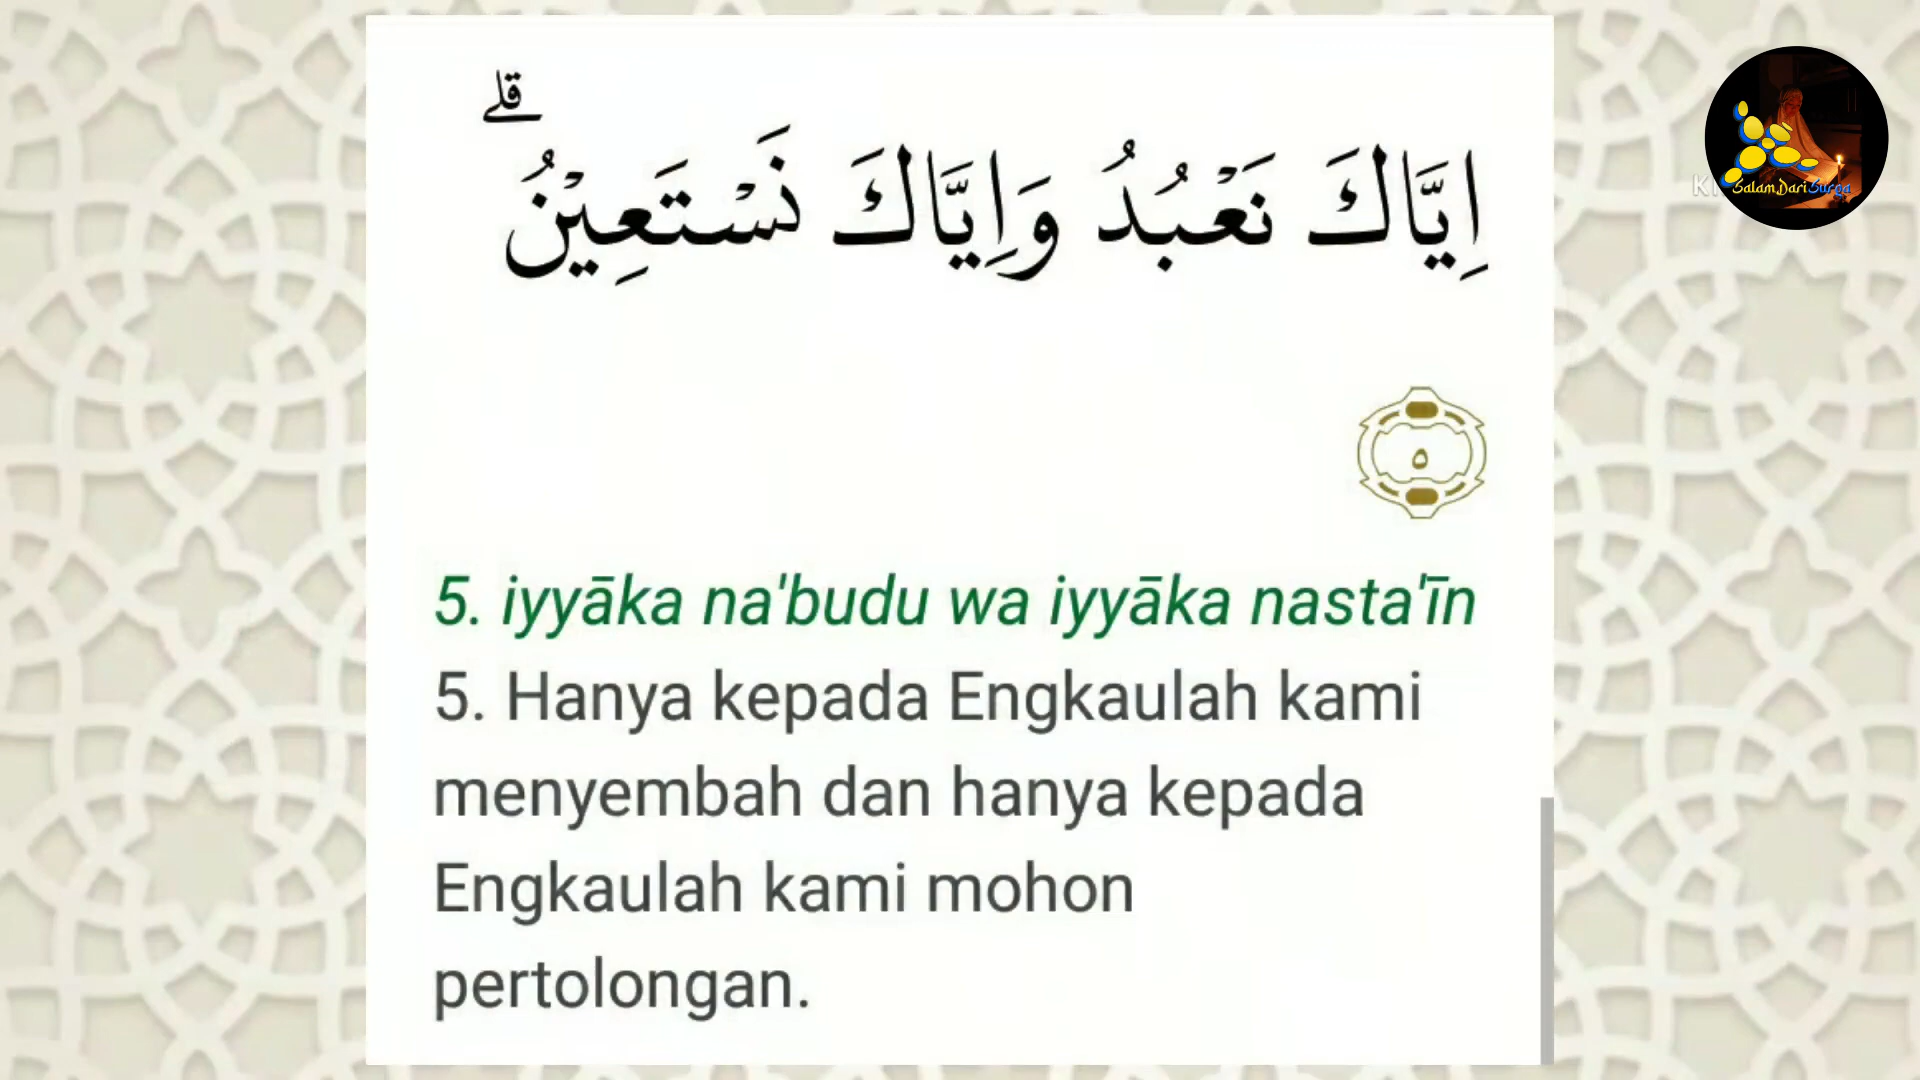 اِيَّاكَ نَعْبُدُ وَاِيَّاكَ نَسْتَعِيْنُ ۗ
٥
5. iyyāka na'budu wa iyyāka nasta'īn
5. Hanya kepada Engkaulah kami
menyembah dan hanya kepada
Engkaulah kami mohon
pertolongan.
Salam Dari Surga